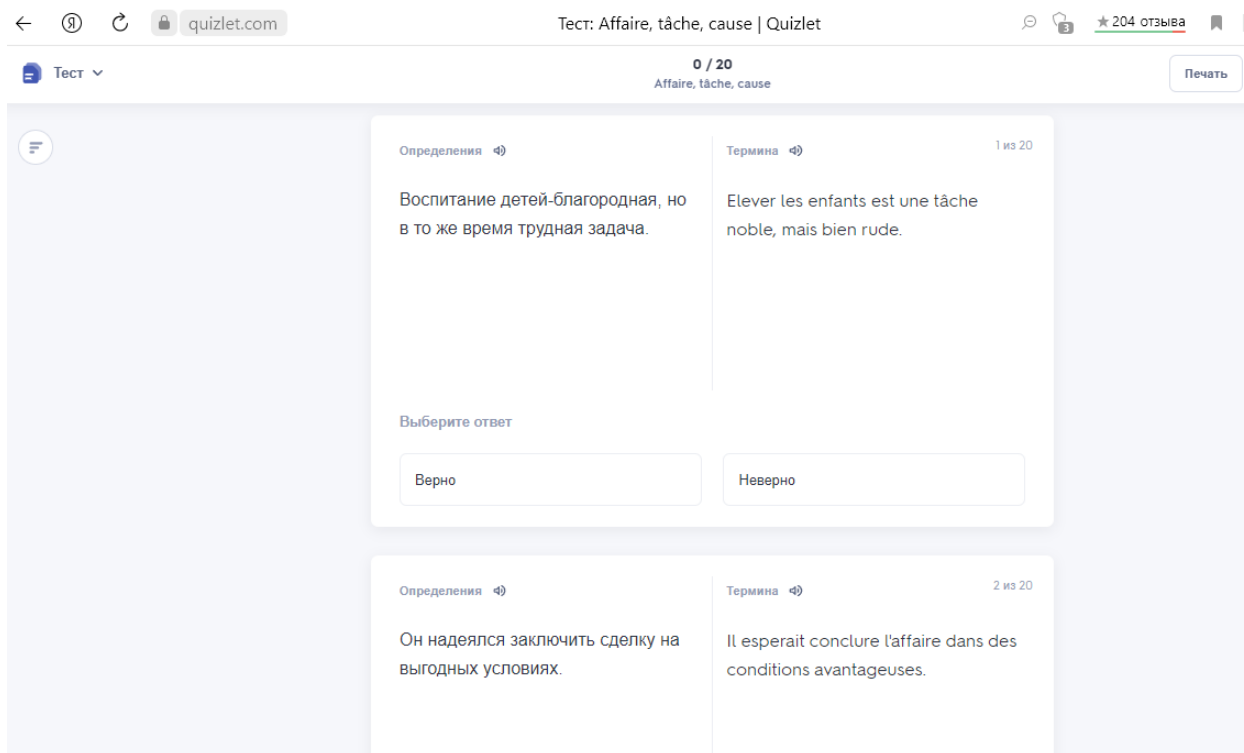 Я quizlet.com Тест: Affaire, tâche, cause | Quizlet 3 ★ 204 отзыва
Тест 0 / 20 Печать
Affaire, tâche, cause
Определения Термина 1 из 20
Воспитание детей-благородная, но Elever les enfants est une tâche
в то же время трудная задача. noble, mais bien rude.
Выберите ответ
Верно Неверно
Определения Термина 2 из 20
Он надеялся заключить сделку на Il esperait conclure l'affaire dans des
выгодных условиях. conditions avantageuses.